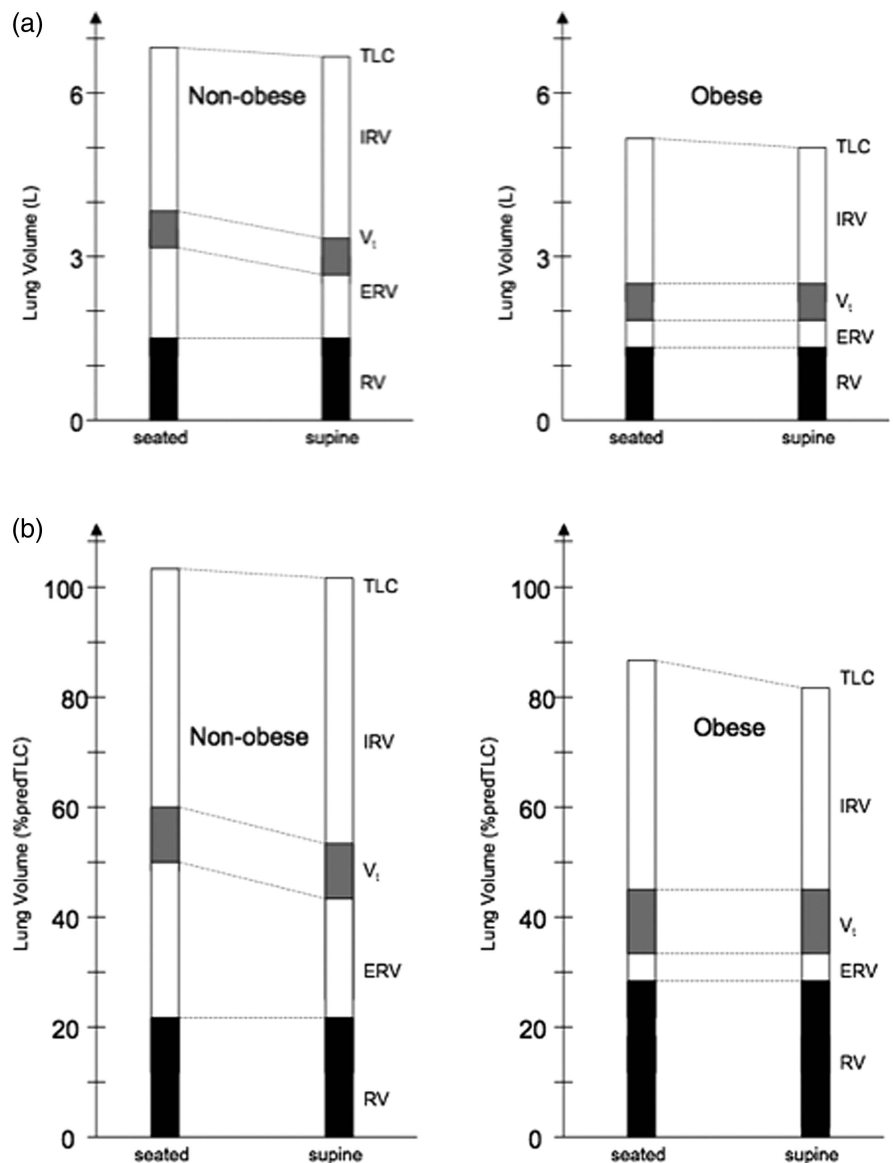 (a)
Lung Volume (L)
6
3
0
Non-obese
TLC
IRV
Vt
ERV
RV
seated
supine
Lung Volume (L)
6
3
0
Obese
TLC
IRV
Vt
ERV
RV
seated
supine
(b)
Lung Volume (%predTLC)
100
80
60
40
20
0
Non-obese
TLC
IRV
Vt
ERV
RV
seated
supine
Lung Volume (%predTLC)
100
80
60
40
20
0
Obese
TLC
IRV
Vt
ERV
RV
seated
supine